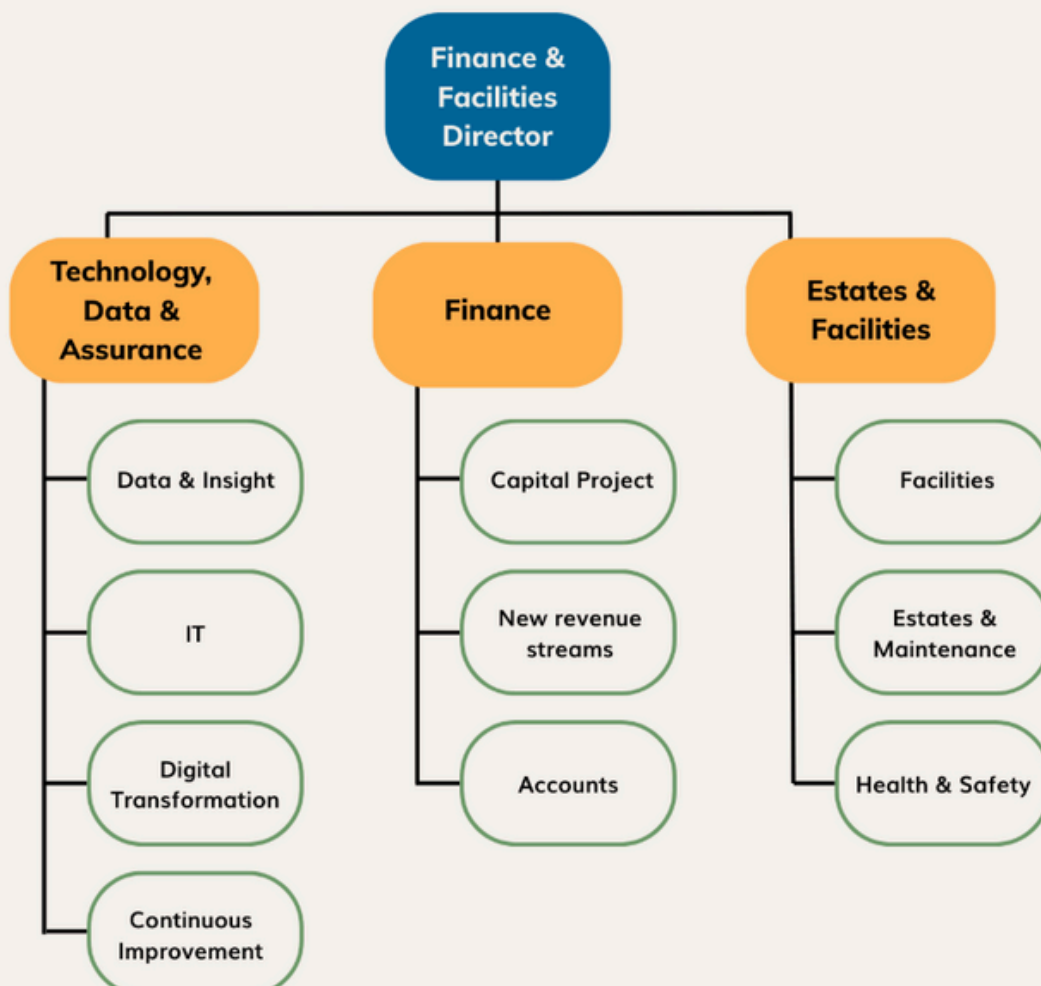 Finance &
Facilities
Director
Technology,
Data &
Assurance
Finance
Estates &
Facilities
Data & Insight
Capital Project
Facilities
IT
New revenue
streams
Estates &
Maintenance
Digital
Transformation
Accounts
Health & Safety
Continuous
Improvement